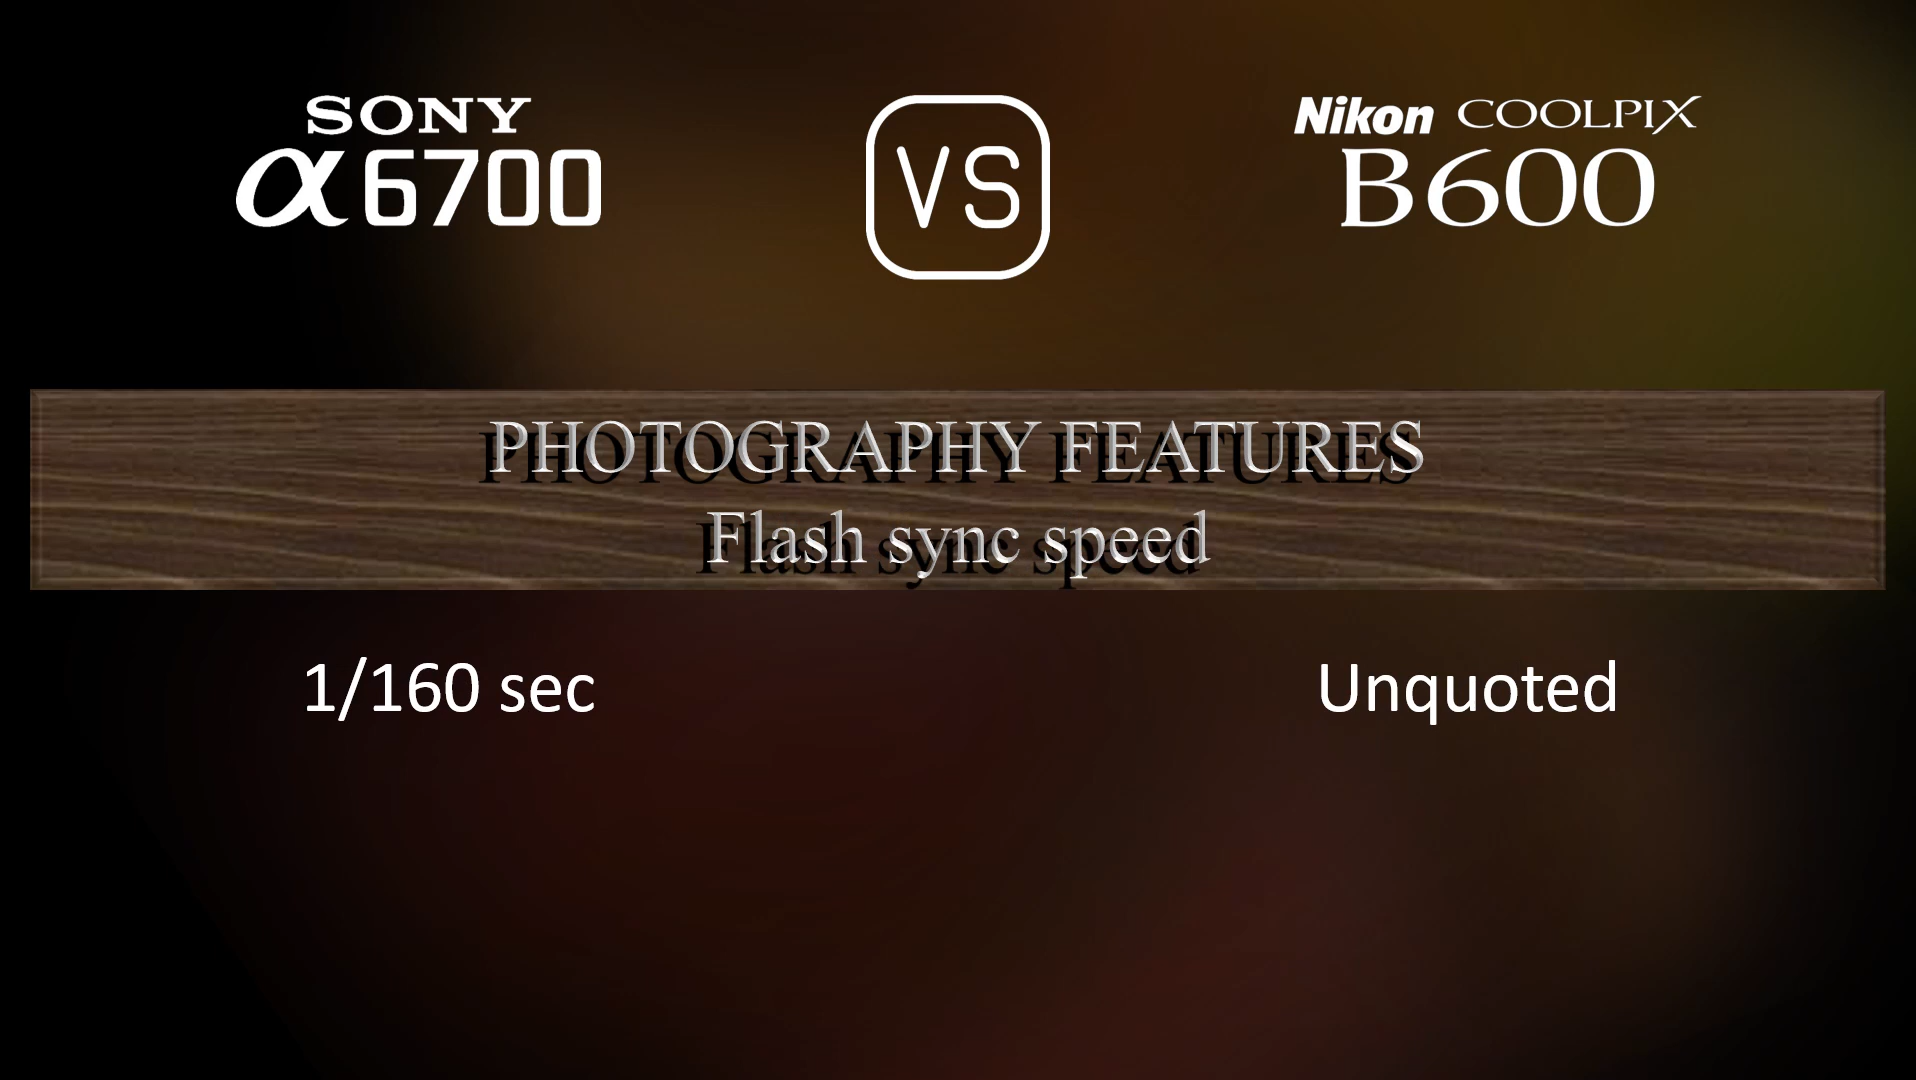 SONY
α6700
VS
Nikon COOLPIX
B600
PHOTOGRAPHY FEATURES
Flash sync speed
1/160 sec
Unquoted